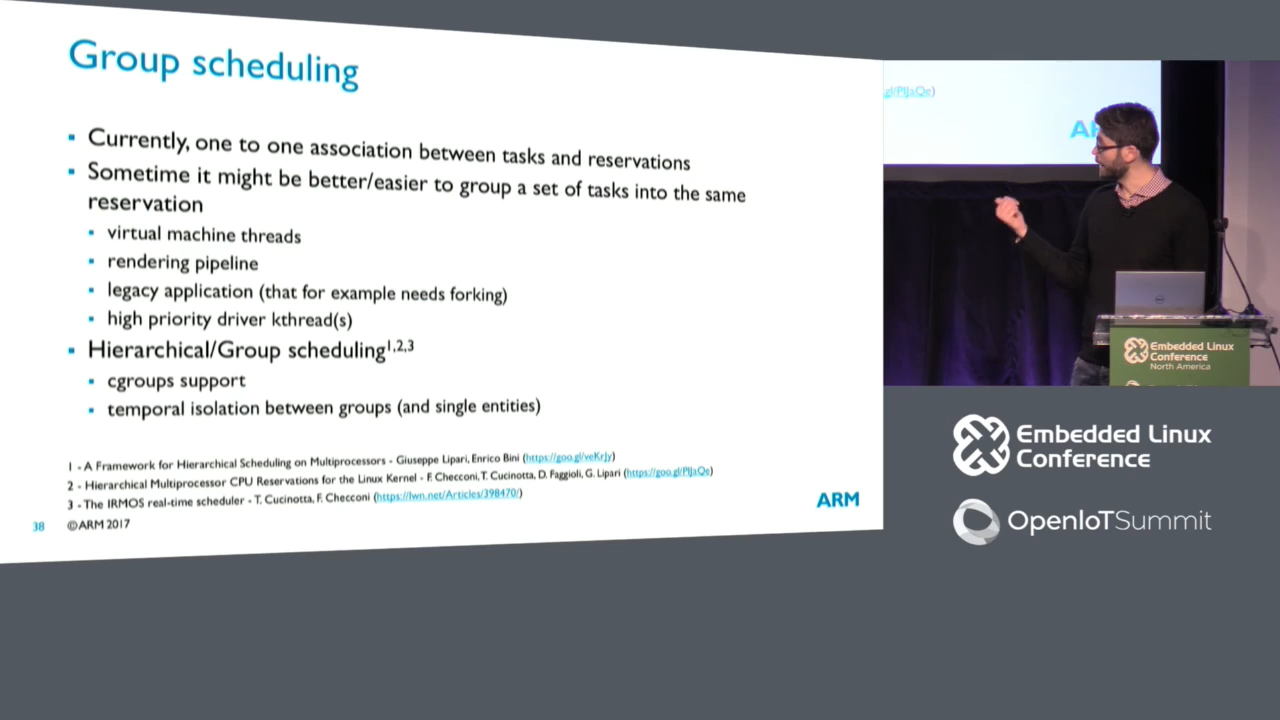 Group scheduling
Currently, one to one association between tasks and reservations
Sometime it might be better/easier to group a set of tasks into the same
reservation
virtual machine threads
rendering pipeline
legacy application (that for example needs forking)
high priority driver kthread(s)
Hierarchical/Group scheduling1,2,3
cgroups support
temporal isolation between groups (and single entities)
1 - A Framework for Hierarchical Scheduling on Multiprocessors - Giuseppe Lipari, Enrico Bini (https://goo.gl/veKrJy)
2 - Hierarchical Multiprocessor CPU Reservations for the Linux Kernel - F. Checconi, T. Cucinotta, D. Faggioli, G. Lipari (https://goo.gl/PlJaQe)
3 - The IRMOS real-time scheduler - T. Cucinotta, F. Checconi (https://lwn.net/Articles/398470/)
38 ©ARM 2017
ARM
gl/PlJaQe)
Embedded Linux
Conference
North America
Embedded Linux
Conference
OpenIoTSummit